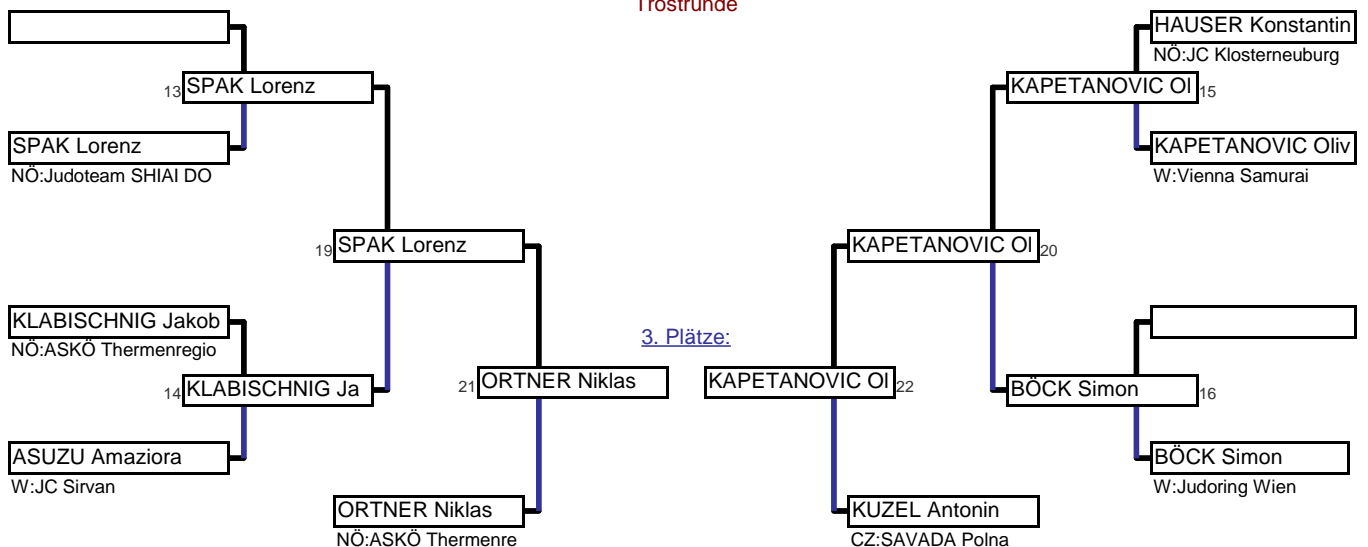 Trostrunde
HAUSER Konstantin
NÖ:JC Klosterneuburg
13 SPAK Lorenz
KAPETANOVIC Ol 15
SPAK Lorenz
NÖ:Judoteam SHIAI DO
KAPETANOVIC Oliv
W:Vienna Samurai
19 SPAK Lorenz
KAPETANOVIC Ol 20
KLABISCHNIG Jakob
NÖ:ASKÖ Thermenregio
3. Plätze:
14 KLABISCHNIG Ja
21 ORTNER Niklas
KAPETANOVIC Ol 22
BÖCK Simon 16
ASUZU Amaziora
W:JC Sirvan
BÖCK Simon
W:Judoring Wien
ORTNER Niklas
NÖ:ASKÖ Thermenre
KUZEL Antonin
CZ:SAVADA Polna